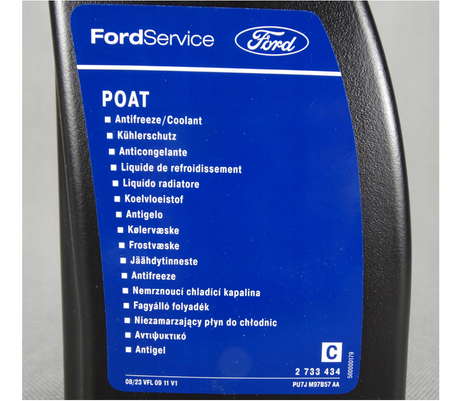 FordService Ford
POAT
Antifreeze/Coolant
Kühlerschutz
Anticongelante
Liquide de refroidissement
Liquido radiatore
Koelvloeistof
Antigelo
Kølervæske
Frostvæske
Jäähdytinneste
Antifreeze
Nemrznoucí chladící kapalina
Fagyálló folyadék
Niezamarzający płyn do chłodnic
Αντιψυκτικό
Antigel
C
2 733 434
08/23 VFL 09 11 V1 PU7J M97B57 AA
500000179